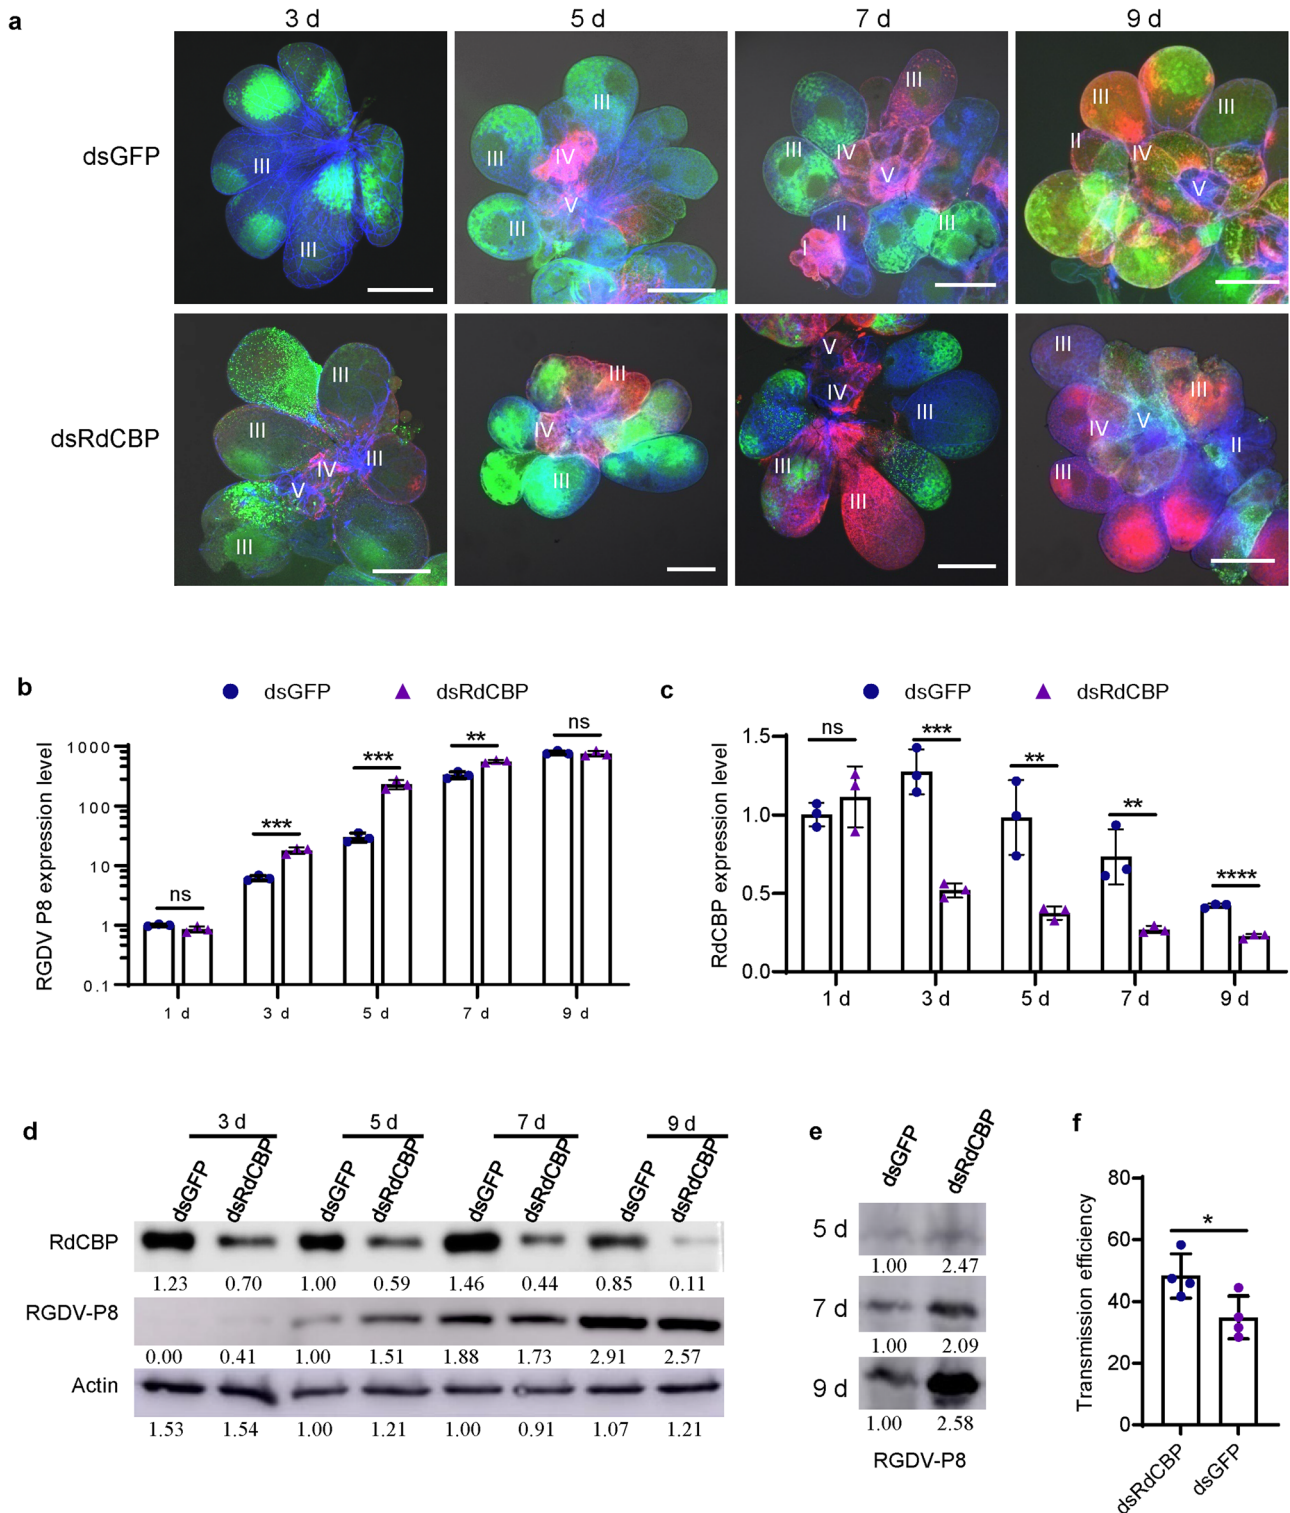 a
3 d 5 d 7 d 9 d
dsGFP
III III
III IV III V III
III III IV V II III I
III III II IV V
dsRdCBP
III III III IV V III
III IV III
V IV III III III
III III IV V II III
b
dsGFP dsRdCBP
RGDV P8 expression level
1000
100
10
1
0.1
ns *** *** ** ns
1 d 3 d 5 d 7 d 9 d
c
dsGFP dsRdCBP
RdCBP expression level
1.5
1.0
0.5
0.0
ns *** ** ** ****
1 d 3 d 5 d 7 d 9 d
d
3 d 5 d 7 d 9 d
dsGFP dsRdCBP dsGFP dsRdCBP dsGFP dsRdCBP dsGFP dsRdCBP
RdCBP
1.23 0.70 1.00 0.59 1.46 0.44 0.85 0.11
RGDV-P8
0.00 0.41 1.00 1.51 1.88 1.73 2.91 2.57
Actin
1.53 1.54 1.00 1.21 1.00 0.91 1.07 1.21
e
dsGFP dsRdCBP
5 d
1.00 2.47
7 d
1.00 2.09
9 d
1.00 2.58
RGDV-P8
f
Transmission efficiency
80
60
40
20
0
*
dsRdCBP dsGFP